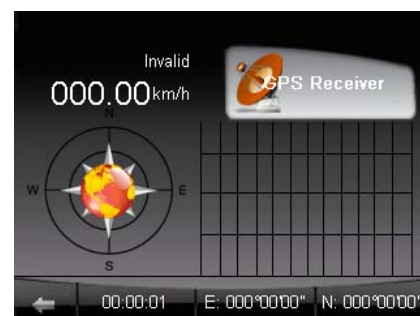 Invalid
GPS Receiver
000.00km/h
N
W
E
S
00:00:01 E: 000°00'00" N: 000°00'00"